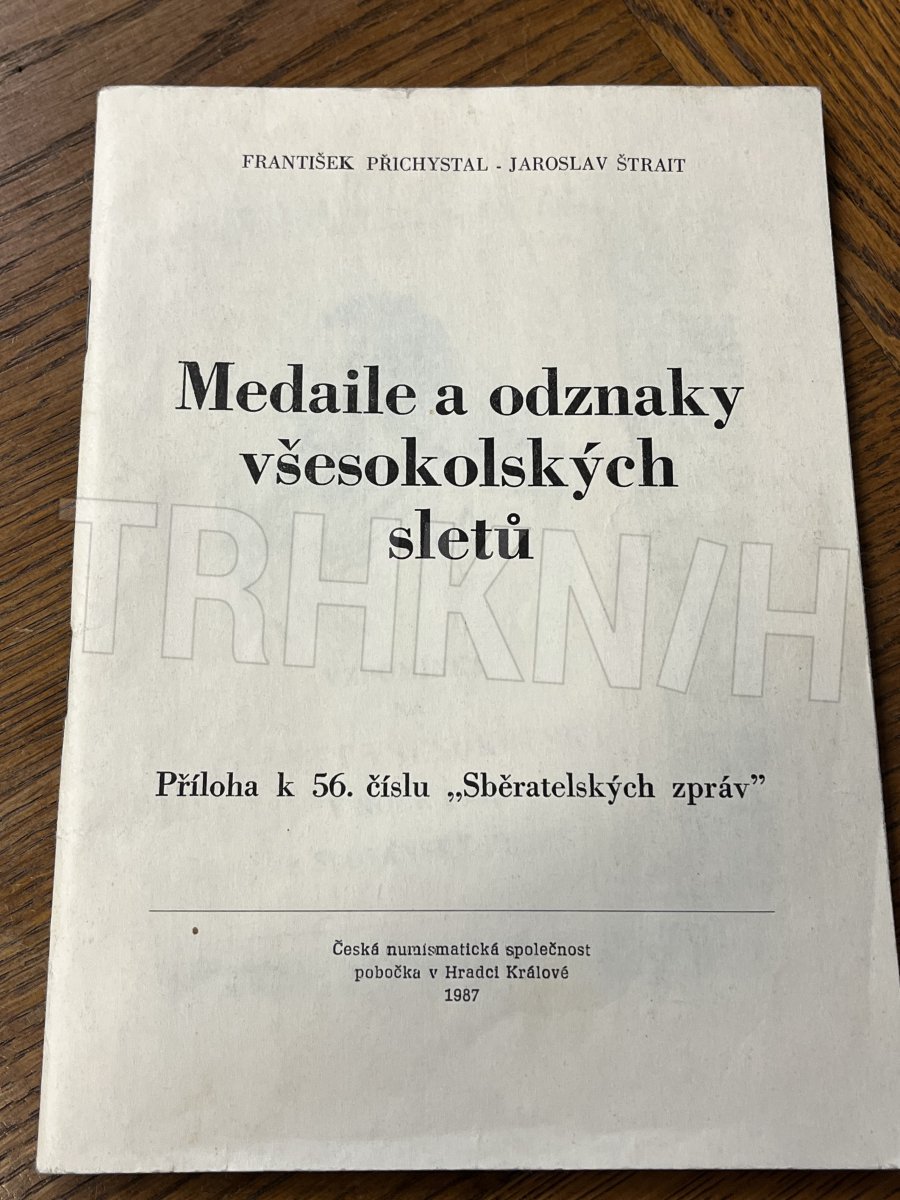 FRANTIŠEK PŘICHYSTAL - JAROSLAV ŠTRAIT
Medaile a odznaky
všesokolských
sletů
TRHKN/H
Příloha k 56. číslu „Sběratelských zpráv”
Česká numismatická společnost
pobočka v Hradci Králové
1987